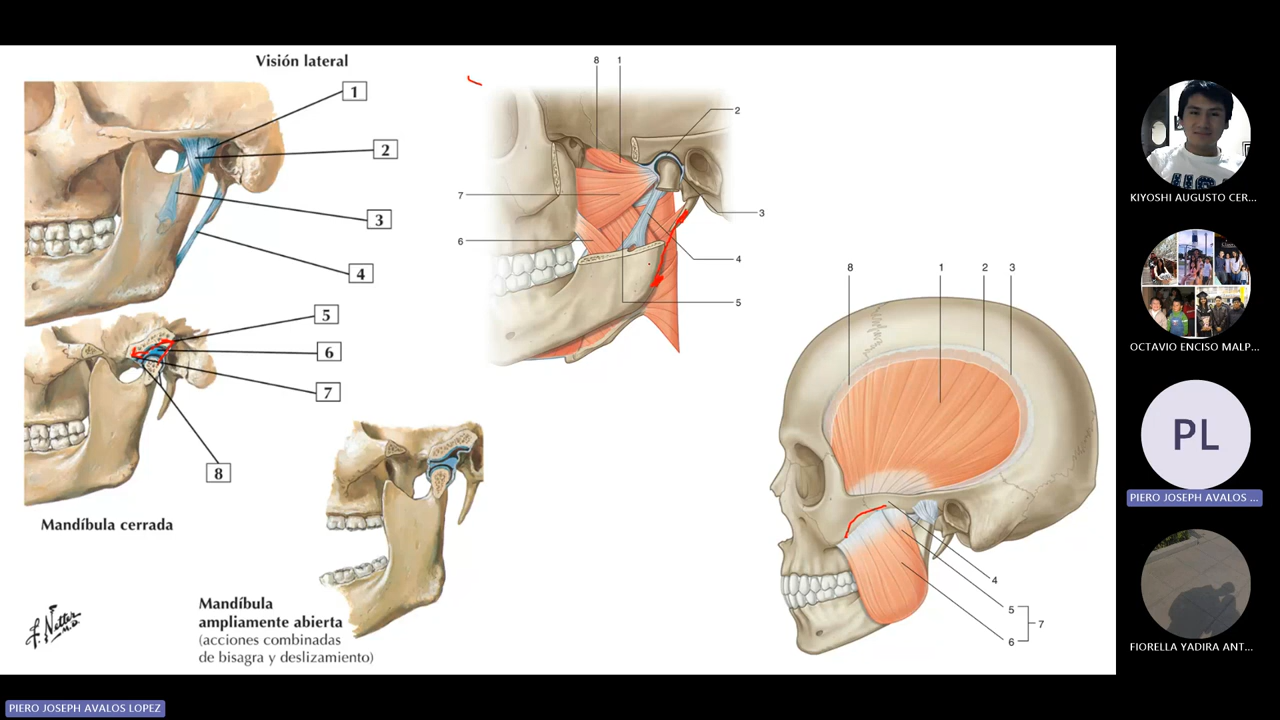 Visión lateral
1
2
3
4
5
6
7
8
Mandíbula cerrada
Mandíbula
ampliamente abierta
(acciones combinadas
de bisagra y deslizamiento)
F. Netter
M.D.
8 1
2
7
3
6
4
5
8 1 2 3
4
5
7
6
KIYOSHI AUGUSTO CER...
OCTAVIO ENCISO MALP...
PL
PIERO JOSEPH AVALOS ...
FIORELLA YADIRA ANT...
PIERO JOSEPH AVALOS LOPEZ